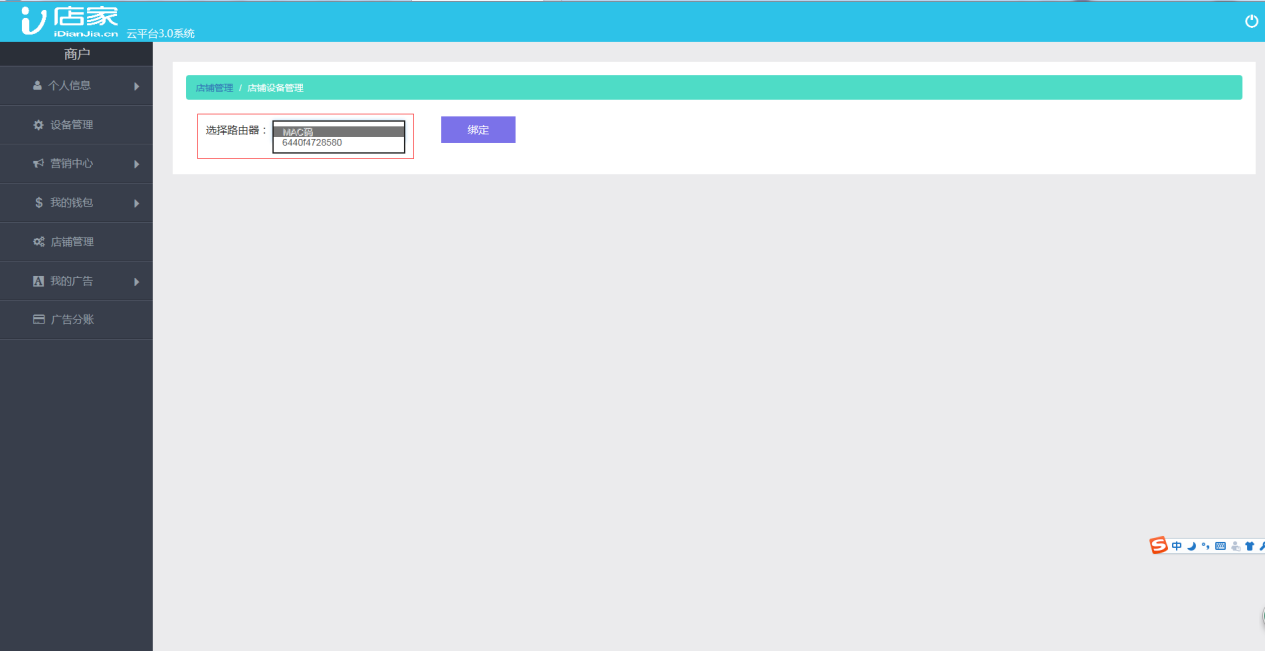 店家
iDianJia.cn 云平台3.0系统
商户
个人信息
设备管理
营销中心
我的钱包
店铺管理
我的广告
广告分账
店铺管理 / 店铺设备管理
选择路由器：
MAC码
6440f4728580
绑定
中